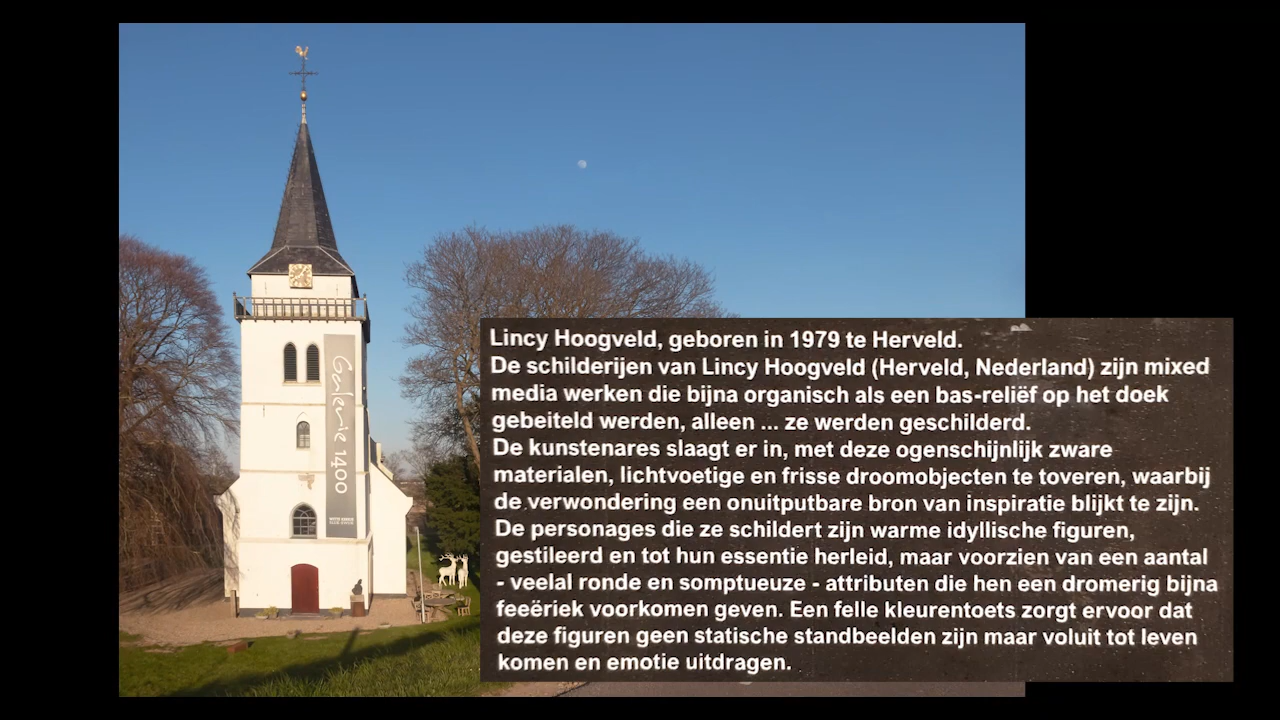 Galerie 1400
Lincy Hoogveld, geboren in 1979 te Herveld.
De schilderijen van Lincy Hoogveld (Herveld, Nederland) zijn mixed
media werken die bijna organisch als een bas-reliëf op het doek
gebeiteld werden, alleen ... ze werden geschilderd.
De kunstenares slaagt er in, met deze ogenschijnlijk zware
materialen, lichtvoetige en frisse droomobjecten te toveren, waarbij
de verwondering een onuitputbare bron van inspiratie blijkt te zijn.
De personages die ze schildert zijn warme idyllische figuren,
gestileerd en tot hun essentie herleid, maar voorzien van een aantal
- veelal ronde en somptueuze - attributen die hen een dromerig bijna
feeëriek voorkomen geven. Een felle kleurentoets zorgt ervoor dat
deze figuren geen statische standbeelden zijn maar voluit tot leven
komen en emotie uitdragen.